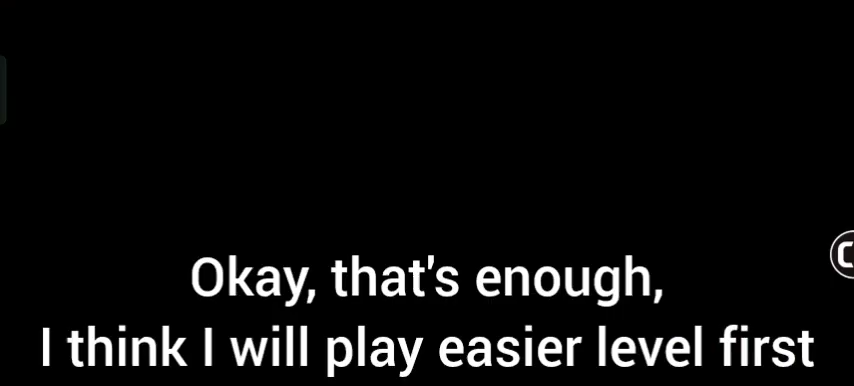 Okay, that's enough,
I think I will play easier level first